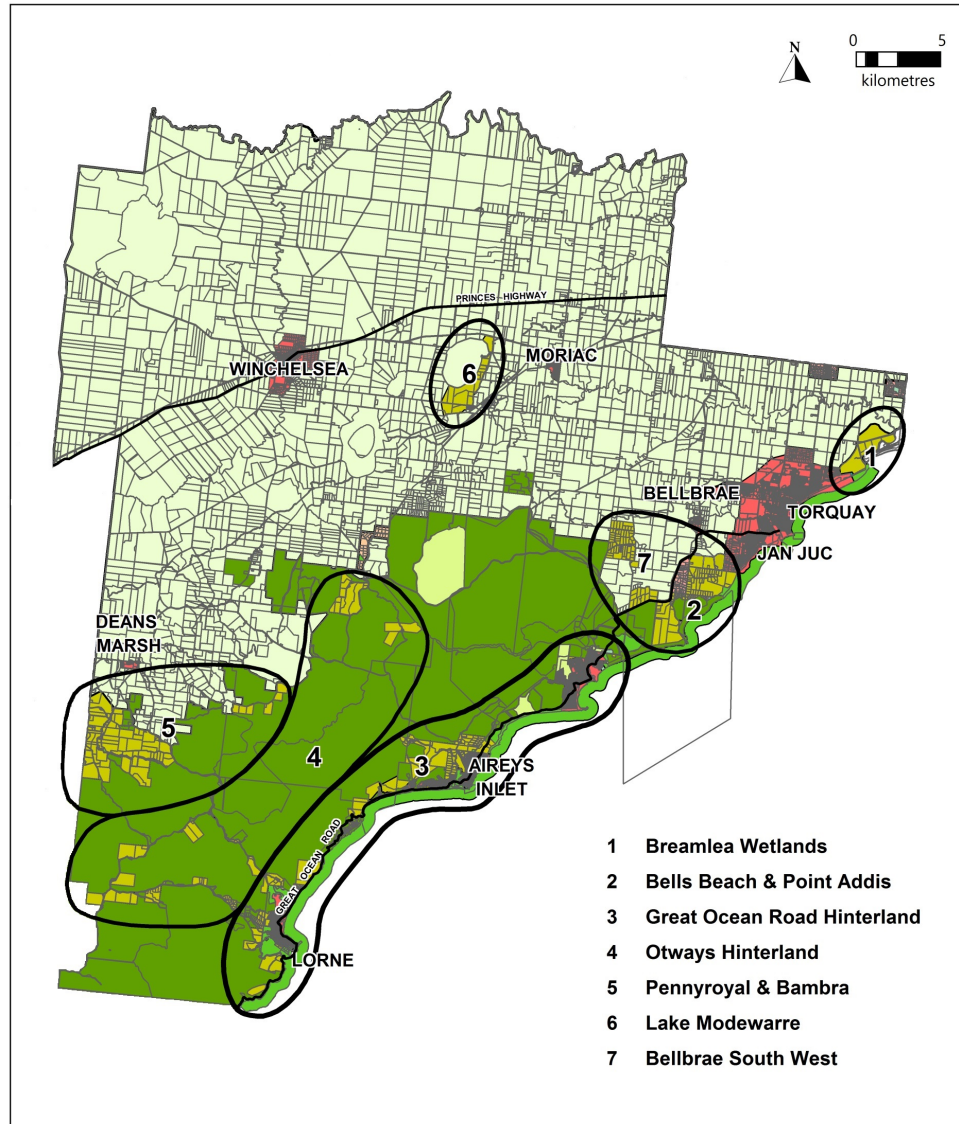 N
0 5
kilometres
PRINCES HIGHWAY
WINCHELSEA
MORIAC
6
1
BELLBRAE
TORQUAY
JAN JUC
7
2
DEANS
MARSH
5
4
3
AIREYS
INLET
GREAT OCEAN ROAD
LORNE
1 Breamlea Wetlands
2 Bells Beach & Point Addis
3 Great Ocean Road Hinterland
4 Otways Hinterland
5 Pennyroyal & Bambra
6 Lake Modewarre
7 Bellbrae South West